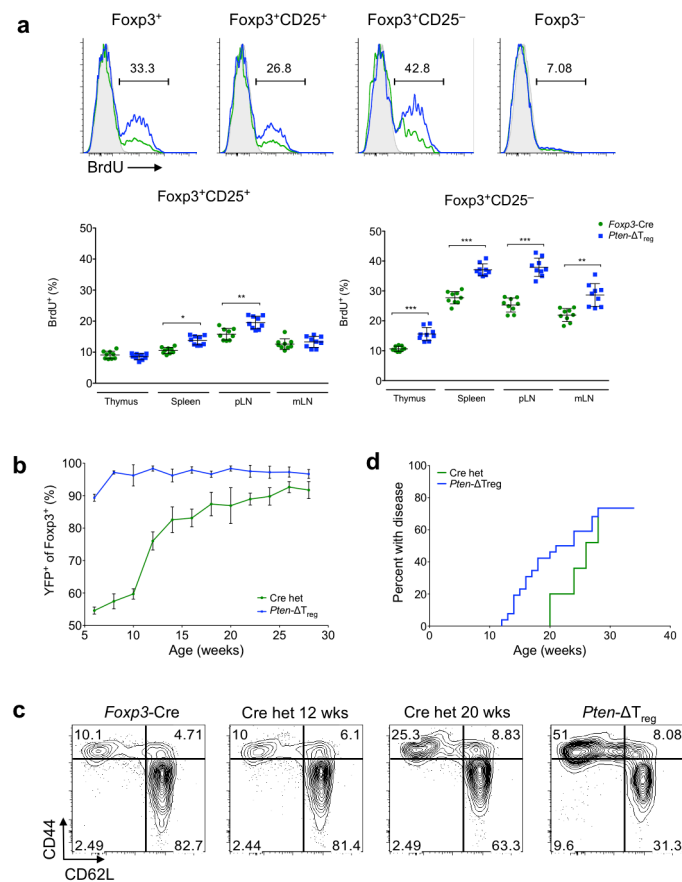 a
Foxp3⁺ Foxp3⁺CD25⁺ Foxp3⁺CD25⁻ Foxp3⁻
33.3 26.8 42.8 7.08
BrdU
Foxp3⁺CD25⁺
BrdU⁺ (%)
50
40
30
20
10
0
* **
Thymus Spleen pLN mLN
Foxp3⁺CD25⁻
Foxp3-Cre
Pten-ΔTreg
BrdU⁺ (%)
50
40
30
20
10
0
*** *** *** **
Thymus Spleen pLN mLN
b
YFP⁺ of Foxp3⁺ (%)
100
90
80
70
60
50
Cre het
Pten-ΔTreg
5 10 15 20 25 30
Age (weeks)
d
Cre het
Pten-ΔTreg
Percent with disease
100
80
60
40
20
0
0 10 20 30 40
Age (weeks)
c
Foxp3-Cre Cre het 12 wks Cre het 20 wks Pten-ΔTreg
10.1 4.71 10 6.1 25.3 8.83 51 8.08
2.49 82.7 2.44 81.4 2.49 63.3 9.6 31.3
CD44
CD62L